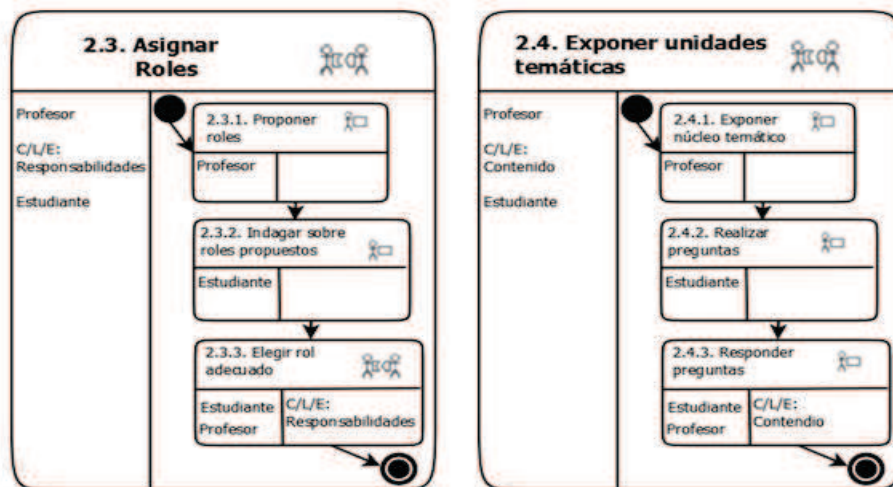 2.3. Asignar
Roles
Profesor
C/L/E:
Responsabilidades
Estudiante
2.3.1. Proponer
roles
Profesor
2.3.2. Indagar sobre
roles propuestos
Estudiante
2.3.3. Elegir rol
adecuado
Estudiante
Profesor
C/L/E:
Responsabilidades
2.4. Exponer unidades
temáticas
Profesor
C/L/E:
Contenido
Estudiante
2.4.1. Exponer
núcleo temático
Profesor
2.4.2. Realizar
preguntas
Estudiante
2.4.3. Responder
preguntas
Estudiante
Profesor
C/L/E:
Contendio